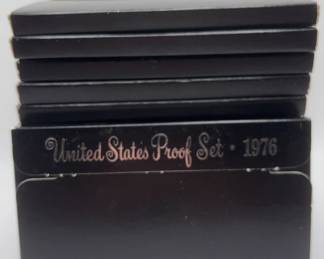 United States Proof Set · 1976